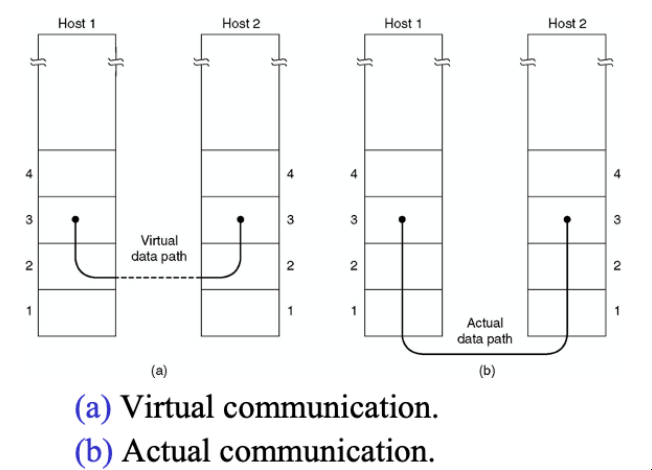 Host 1
Host 2
Host 1
Host 2
4
4
4
4
3
3
3
3
Virtual
data path
2
2
2
2
1
1
1
1
Actual
data path
(a)
(b)
(a) Virtual communication.
(b) Actual communication.